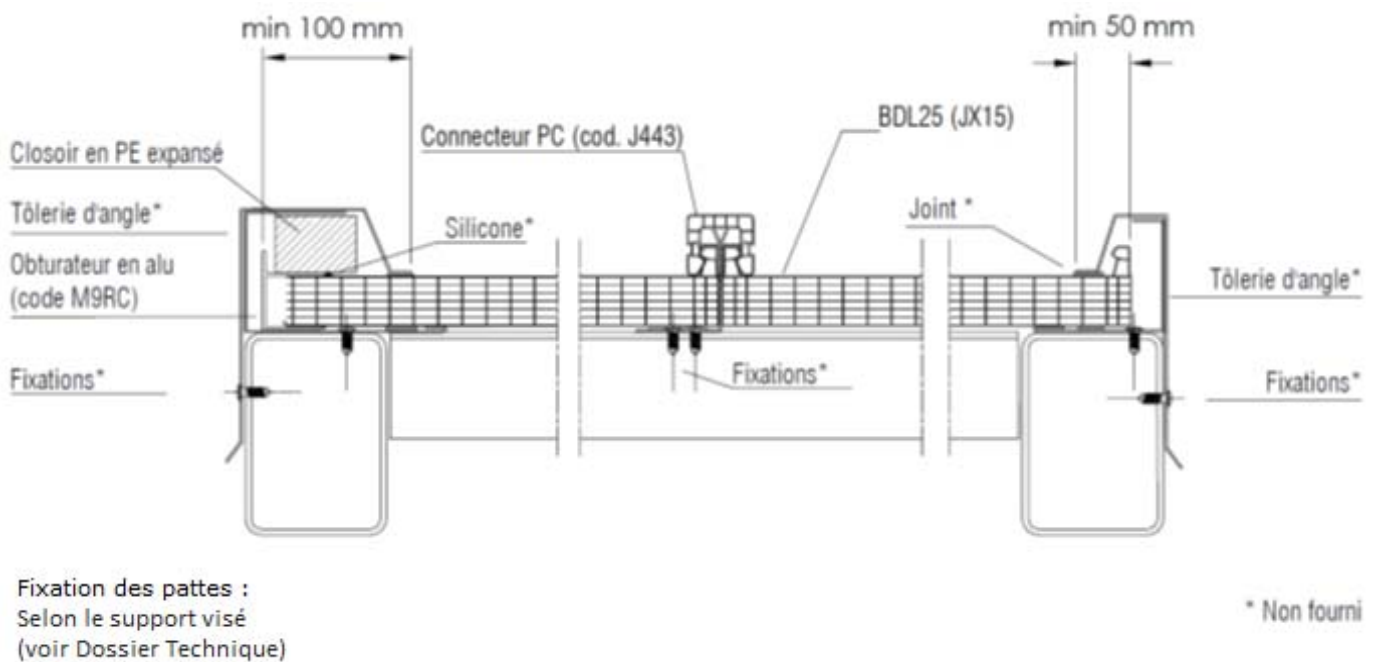 min 100 mm
min 50 mm
BDL25 (JX15)
Connecteur PC (cod. J443)
Closoir en PE expansé
Tôlerie d'angle*
Silicone*
Joint *
Obturateur en alu
(code M9RC)
Tôlerie d'angle*
Fixations*
Fixations*
Fixations*
Fixation des pattes :
Selon le support visé
(voir Dossier Technique)
* Non fourni